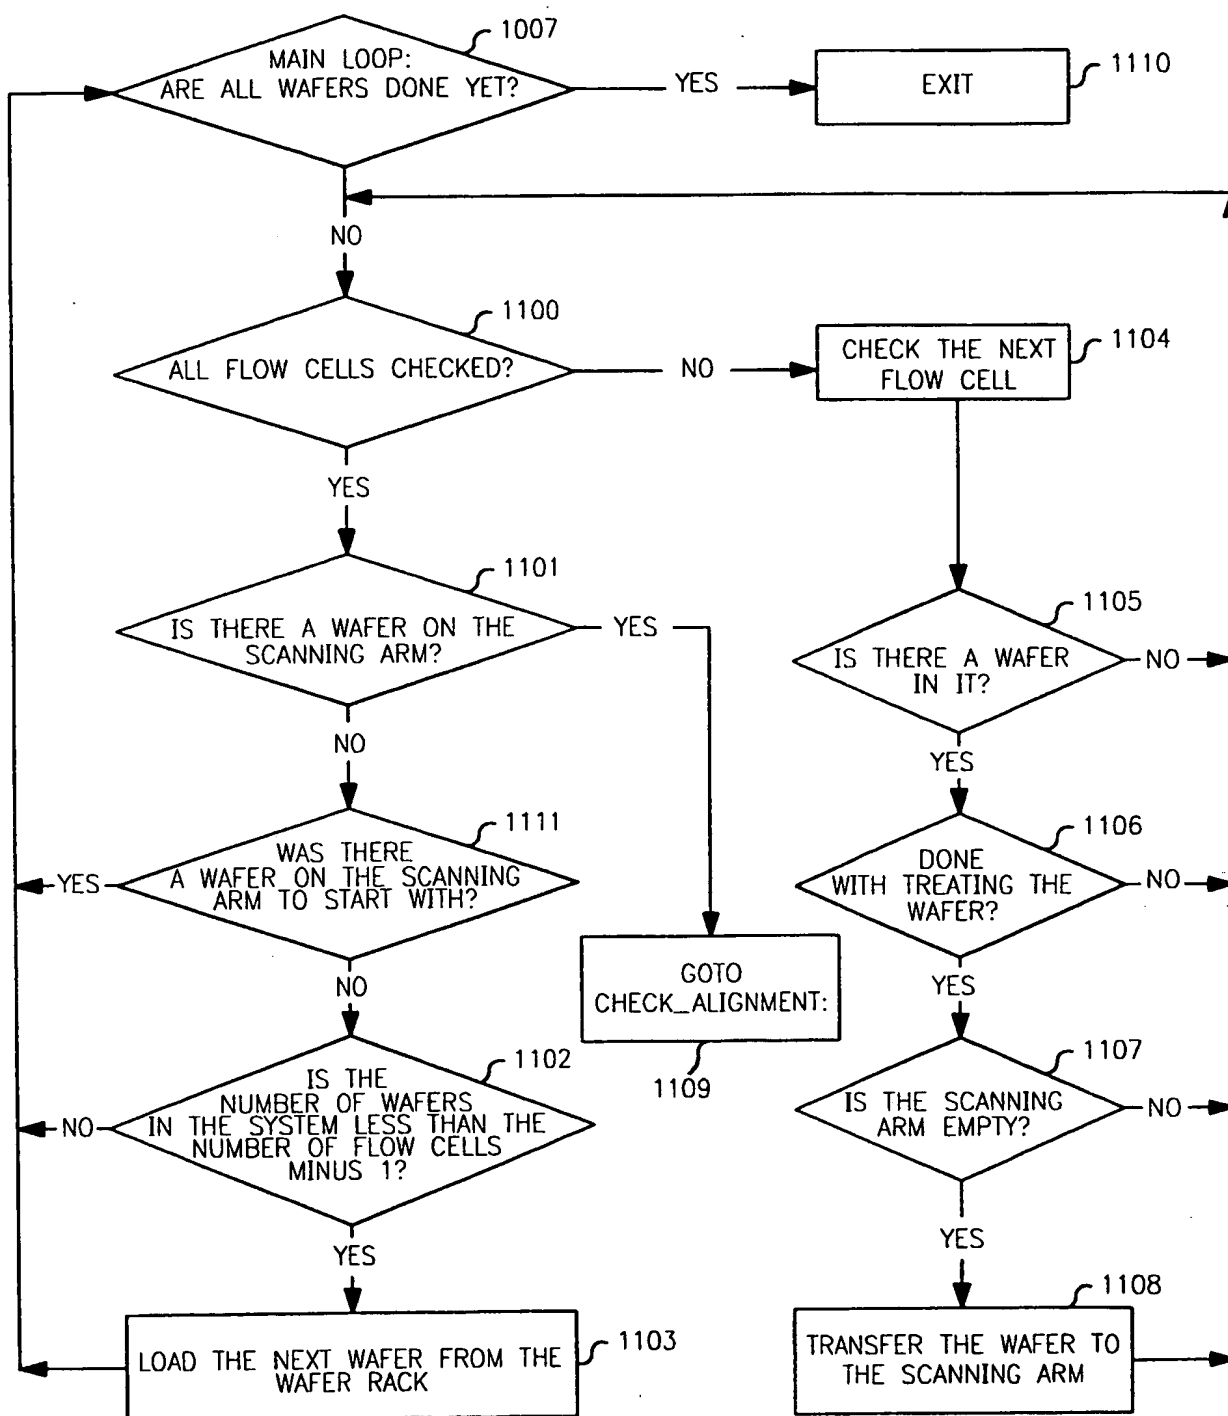 1007
MAIN LOOP:
ARE ALL WAFERS DONE YET?
YES
EXIT
1110
NO
1100
ALL FLOW CELLS CHECKED?
NO
CHECK THE NEXT
FLOW CELL
1104
YES
1101
IS THERE A WAFER ON THE
SCANNING ARM?
YES
1105
IS THERE A WAFER
IN IT?
NO
NO
YES
1111
WAS THERE
A WAFER ON THE SCANNING
ARM TO START WITH?
YES
1106
DONE
WITH TREATING THE
WAFER?
NO
GOTO
CHECK_ALIGNMENT:
1109
NO
YES
1102
IS THE
NUMBER OF WAFERS
IN THE SYSTEM LESS THAN THE
NUMBER OF FLOW CELLS
MINUS 1?
NO
1107
IS THE SCANNING
ARM EMPTY?
NO
YES
YES
1103
LOAD THE NEXT WAFER FROM THE
WAFER RACK
1108
TRANSFER THE WAFER TO
THE SCANNING ARM